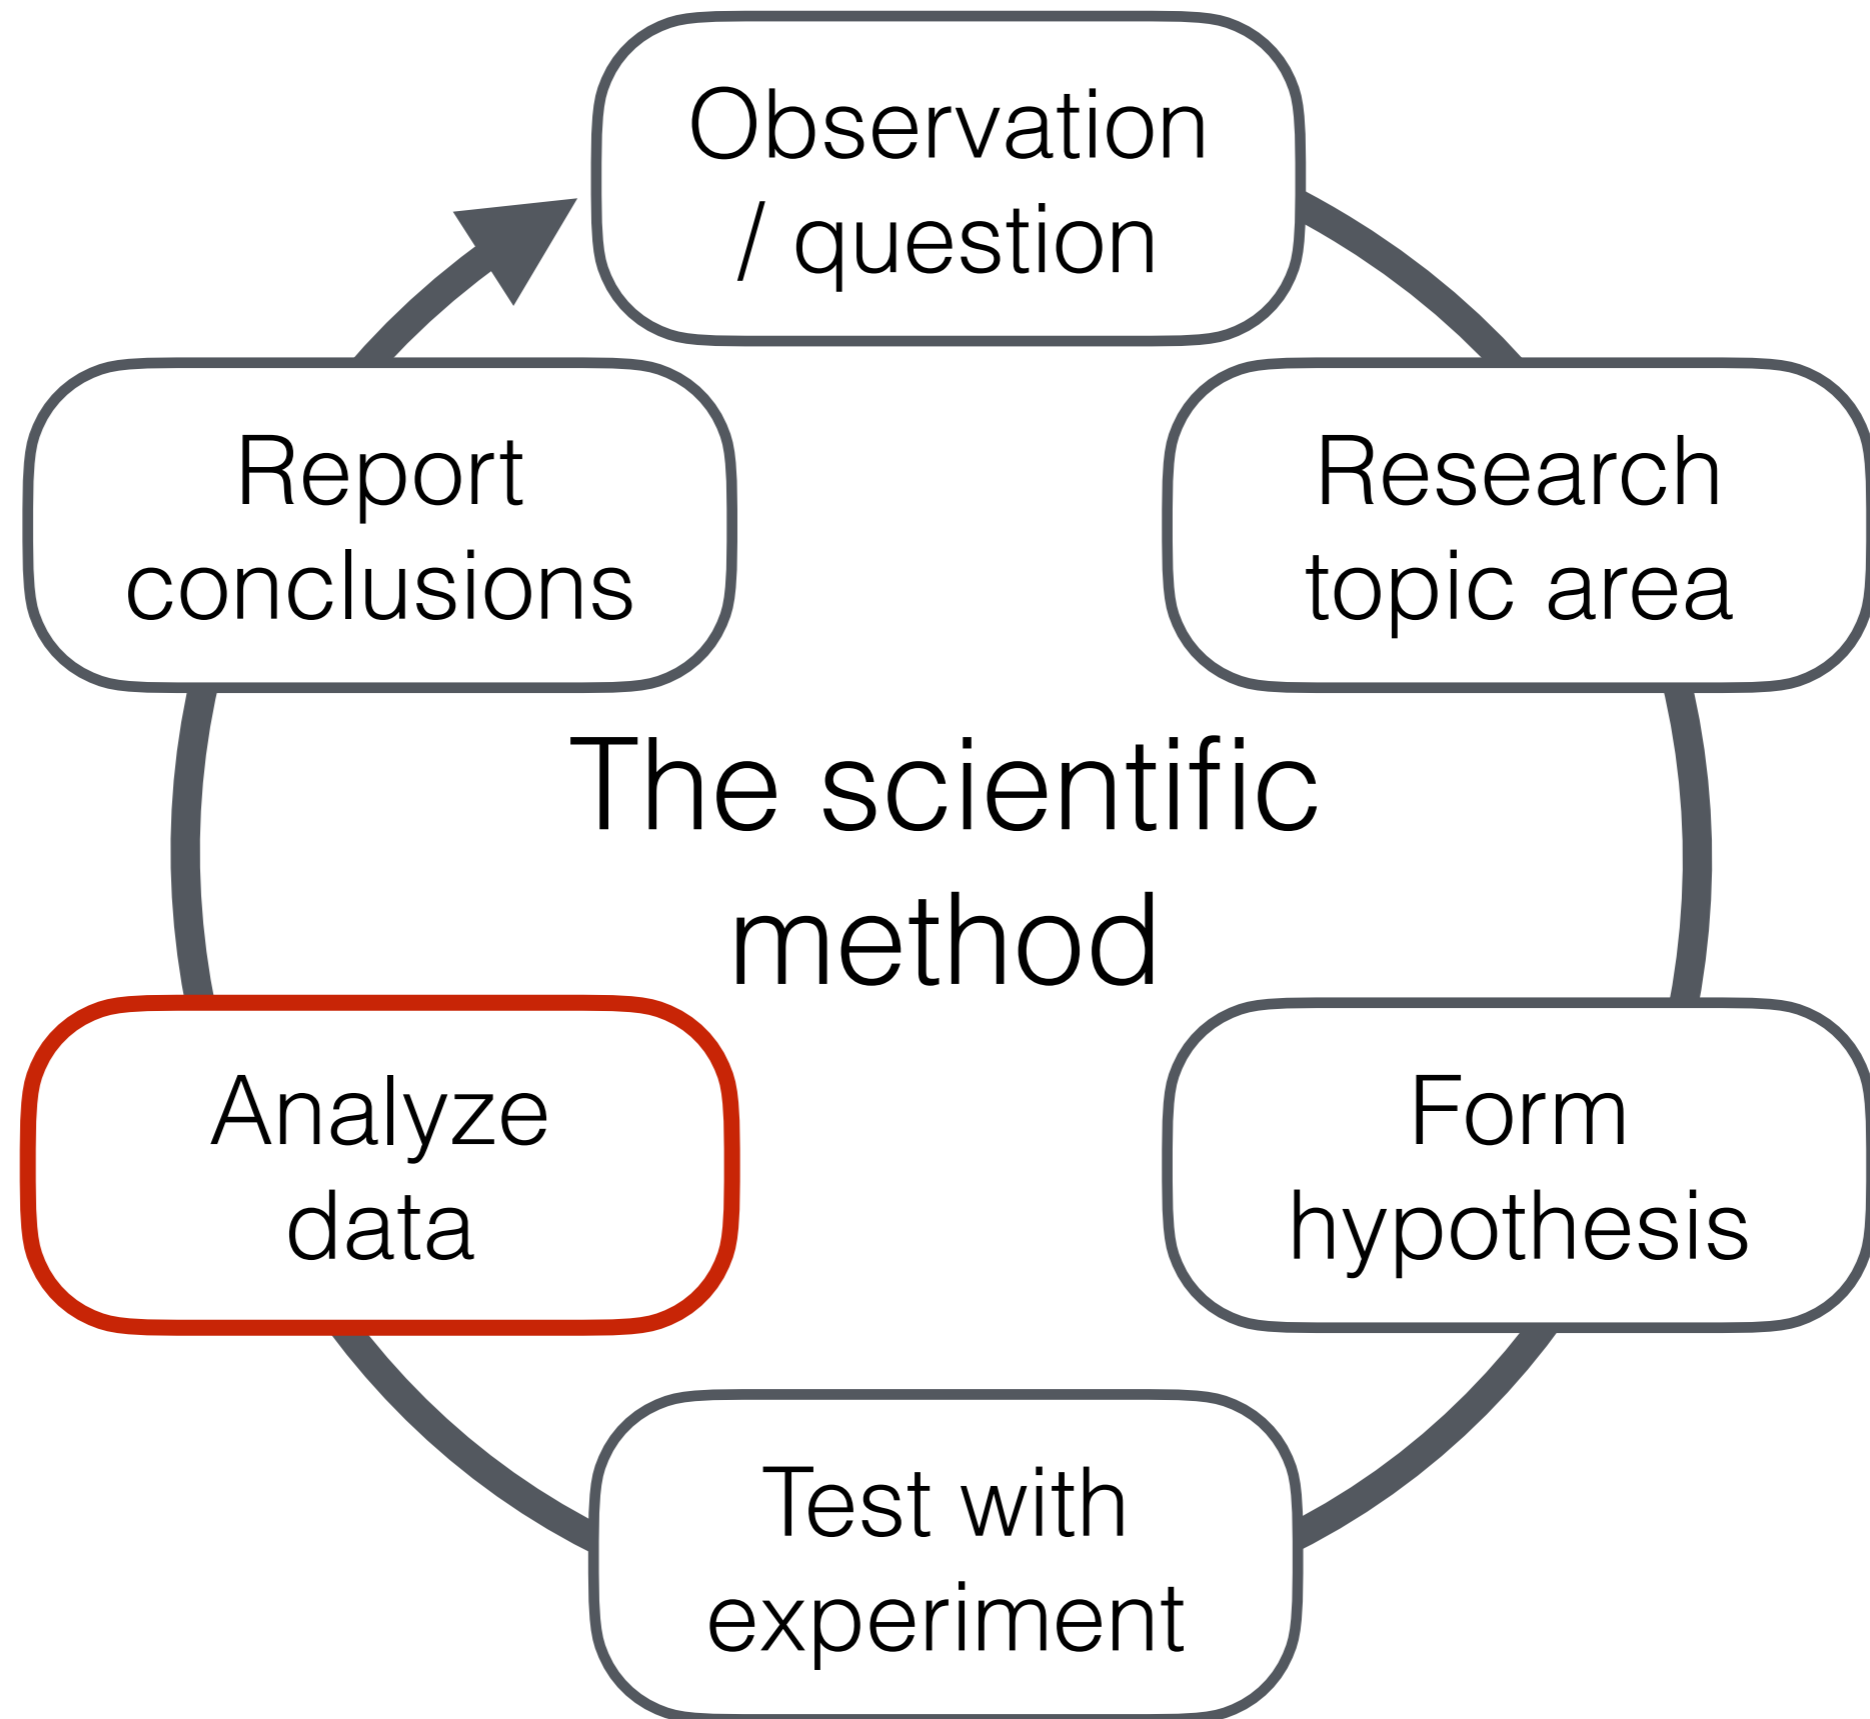 Observation
/ question
Research
topic area
Form
hypothesis
Test with
experiment
Analyze
data
Report
conclusions
The scientific
method